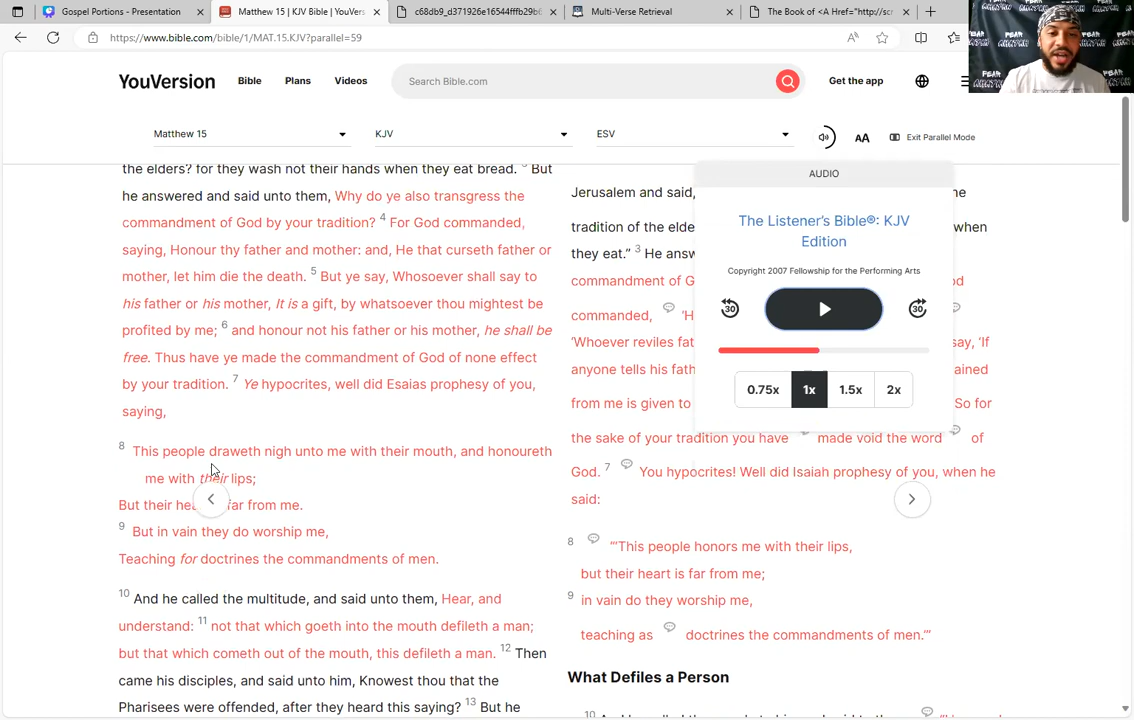 Gospel Portions - Presentation
Matthew 15 | KJV Bible | YouVers
c68db9_d371926e16544fffb29b6
Multi-Verse Retrieval
The Book of <A Href="http://scr
https://www.bible.com/bible/1/MAT.15.KJV?parallel=59
YouVersion
Bible
Plans
Videos
Search Bible.com
Get the app
Matthew 15
KJV
ESV
AA
Exit Parallel Mode
the elders? for they wash not their hands when they eat bread. 3 But
he answered and said unto them, Why do ye also transgress the
commandment of God by your tradition? 4 For God commanded,
saying, Honour thy father and mother: and, He that curseth father or
mother, let him die the death. 5 But ye say, Whosoever shall say to
his father or his mother, It is a gift, by whatsoever thou mightest be
profited by me; 6 and honour not his father or his mother, he shall be
free. Thus have ye made the commandment of God of none effect
by your tradition. 7 Ye hypocrites, well did Esaias prophesy of you,
saying,
8 This people draweth nigh unto me with their mouth, and honoureth
me with their lips;
But their far from me.
9 But in vain they do worship me,
Teaching for doctrines the commandments of men.
10 And he called the multitude, and said unto them, Hear, and
understand: 11 not that which goeth into the mouth defileth a man;
but that which cometh out of the mouth, this defileth a man. 12 Then
came his disciples, and said unto him, Knowest thou that the
Pharisees were offended, after they heard this saying? 13 But he
Jerusalem and said,
tradition of the elde when
they eat.” 3 He answ
commandment of G
commanded, ‘H
‘Whoever reviles fat say, ‘If
anyone tells his fath ained
from me is given to So for
the sake of your tradition you have made void the word of
God. 7 You hypocrites! Well did Isaiah prophesy of you, when he
said:
8 “‘This people honors me with their lips,
but their heart is far from me;
9 in vain do they worship me,
teaching as doctrines the commandments of men.’”
What Defiles a Person
10
AUDIO
The Listener’s Bible®: KJV
Edition
Copyright 2007 Fellowship for the Performing Arts
30
30
0.75x
1x
1.5x
2x